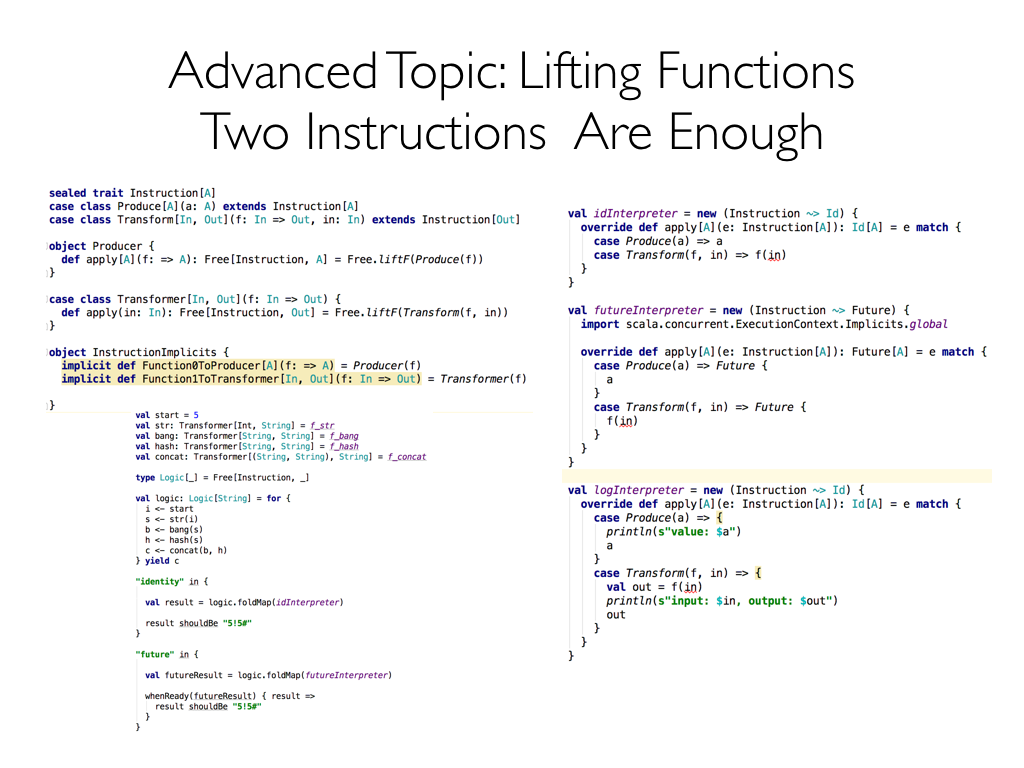 Advanced Topic: Lifting Functions
Two Instructions Are Enough
sealed trait Instruction[A]
case class Produce[A](a: A) extends Instruction[A]
case class Transform[In, Out](f: In => Out, in: In) extends Instruction[Out]
object Producer {
def apply[A](f: => A): Free[Instruction, A] = Free.liftF(Produce(f))
}
case class Transformer[In, Out](f: In => Out) {
def apply(in: In): Free[Instruction, Out] = Free.liftF(Transform(f, in))
}
object InstructionImplicits {
implicit def Function0ToProducer[A](f: => A) = Producer(f)
implicit def Function1ToTransformer[In, Out](f: In => Out) = Transformer(f)
}
val start = 5
val str: Transformer[Int, String] = f_str
val bang: Transformer[String, String] = f_bang
val hash: Transformer[String, String] = f_hash
val concat: Transformer[(String, String), String] = f_concat
type Logic[_] = Free[Instruction, _]
val logic: Logic[String] = for {
i <- start
s <- str(i)
b <- bang(s)
h <- hash(s)
c <- concat(b, h)
} yield c
"identity" in {
val result = logic.foldMap(idInterpreter)
result shouldBe "5!5#"
}
"future" in {
val futureResult = logic.foldMap(futureInterpreter)
whenReady(futureResult) { result =>
result shouldBe "5!5#"
}
}
val idInterpreter = new (Instruction ~> Id) {
override def apply[A](e: Instruction[A]): Id[A] = e match {
case Produce(a) => a
case Transform(f, in) => f(in)
}
}
val futureInterpreter = new (Instruction ~> Future) {
import scala.concurrent.ExecutionContext.Implicits.global
override def apply[A](e: Instruction[A]): Future[A] = e match {
case Produce(a) => Future {
a
}
case Transform(f, in) => Future {
f(in)
}
}
}
val logInterpreter = new (Instruction ~> Id) {
override def apply[A](e: Instruction[A]): Id[A] = e match {
case Produce(a) => {
println(s"value: $a")
a
}
case Transform(f, in) => {
val out = f(in)
println(s"input: $in, output: $out")
out
}
}
}